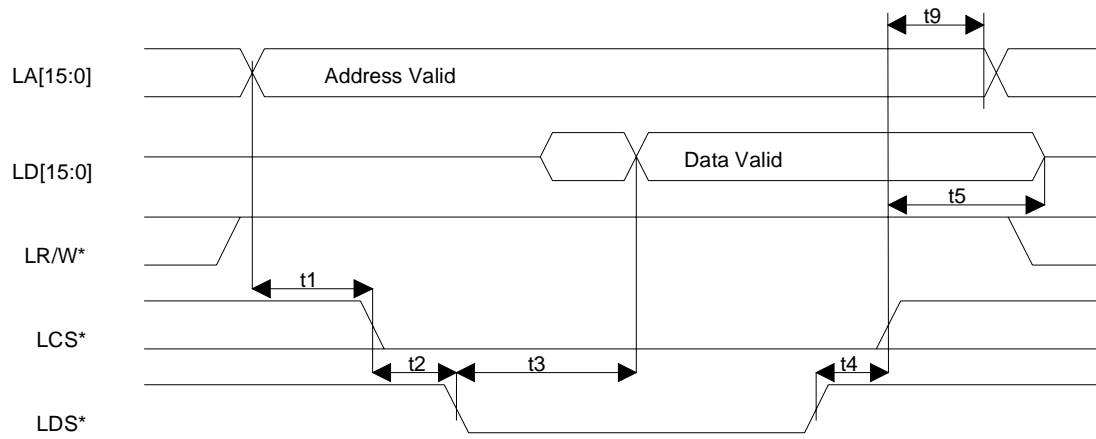 t9
LA[15:0]
Address Valid
LD[15:0]
Data Valid
t5
LR/W*
t1
LCS*
t2
t3
t4
LDS*